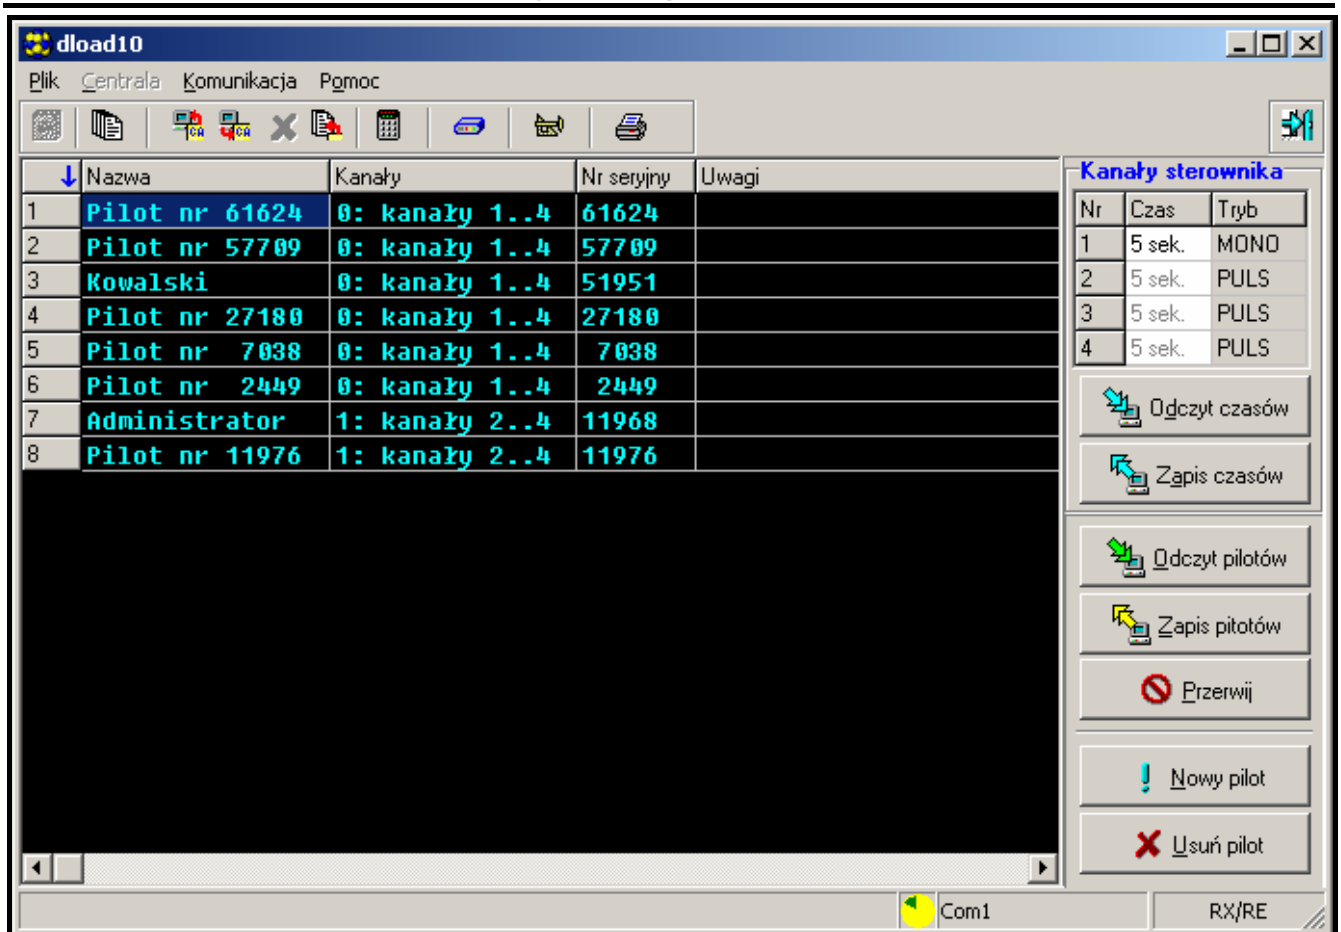 dload10
Plik Centrala Komunikacja Pomoc
CA CA
Nazwa Kanały Nr seryjny Uwagi
1 Pilot nr 61624 0: kanały 1..4 61624
2 Pilot nr 57709 0: kanały 1..4 57709
3 Kowalski 0: kanały 1..4 51951
4 Pilot nr 27180 0: kanały 1..4 27180
5 Pilot nr 7038 0: kanały 1..4 7038
6 Pilot nr 2449 0: kanały 1..4 2449
7 Administrator 1: kanały 2..4 11968
8 Pilot nr 11976 1: kanały 2..4 11976
Kanały sterownika
Nr Czas Tryb
1 5 sek. MONO
2 5 sek. PULS
3 5 sek. PULS
4 5 sek. PULS
Odczyt czasów
Zapis czasów
Odczyt pilotów
Zapis pitotów
Przerwij
Nowy pilot
Usuń pilot
Com1 RX/RE